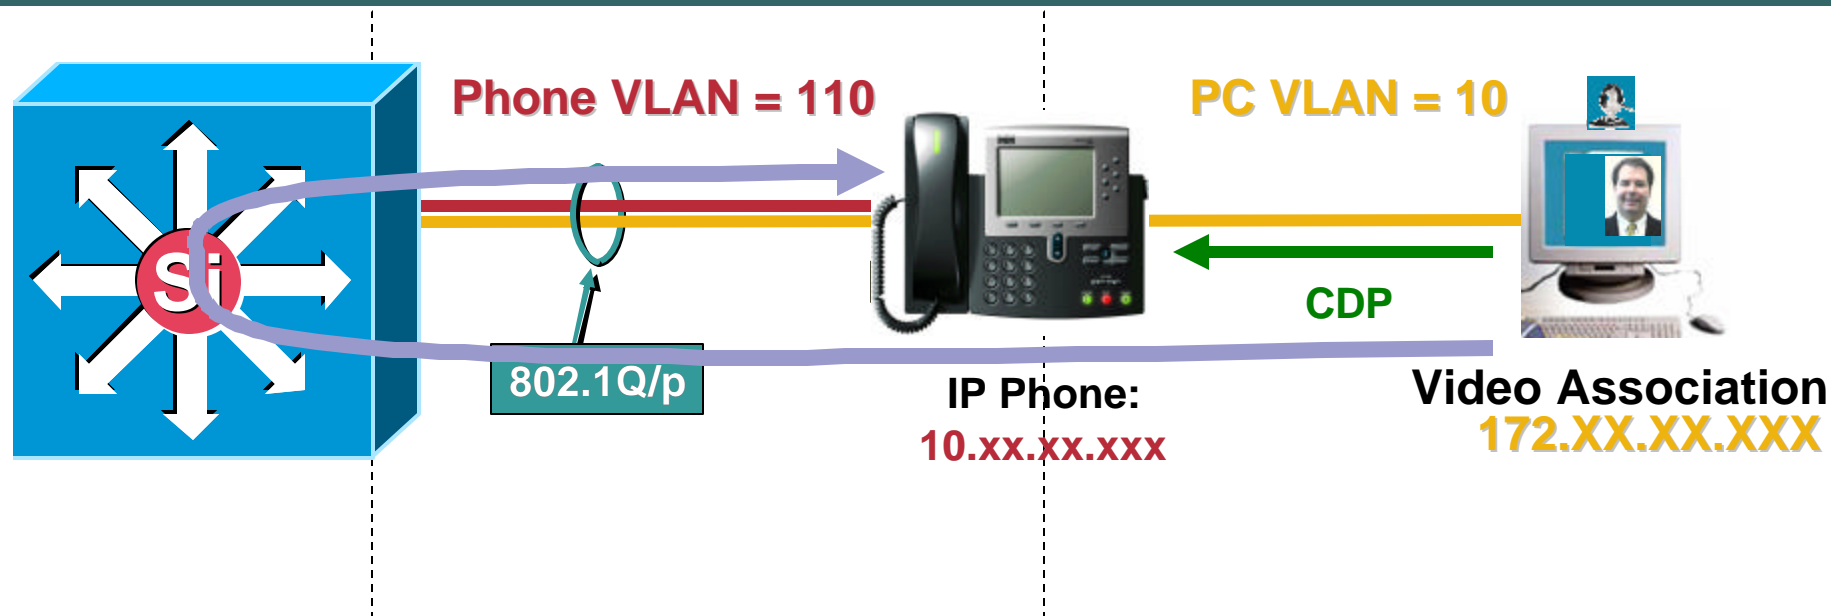 Phone VLAN = 110
PC VLAN = 10
Si
CDP
802.1Q/p
IP Phone:
10.xx.xx.xxx
Video Association
172.XX.XX.XXX